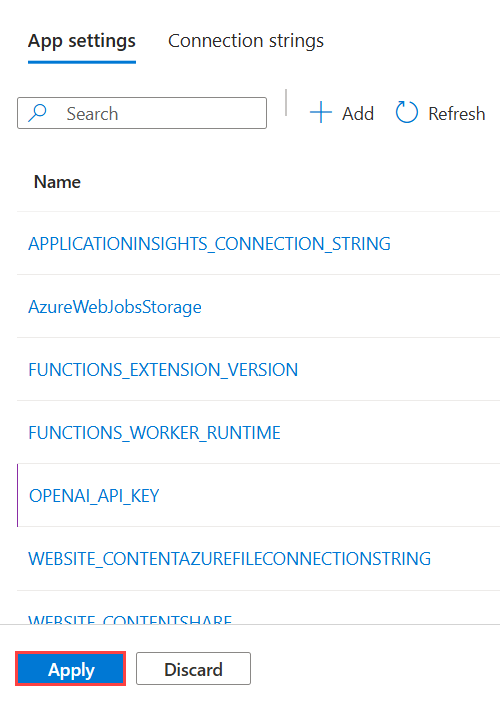 App settings Connection strings
Search Add Refresh
Name
APPLICATIONINSIGHTS_CONNECTION_STRING
AzureWebJobsStorage
FUNCTIONS_EXTENSION_VERSION
FUNCTIONS_WORKER_RUNTIME
OPENAI_API_KEY
WEBSITE_CONTENTAZUREFILECONNECTIONSTRING
WEBSITE_CONTENTSHARE
Apply Discard